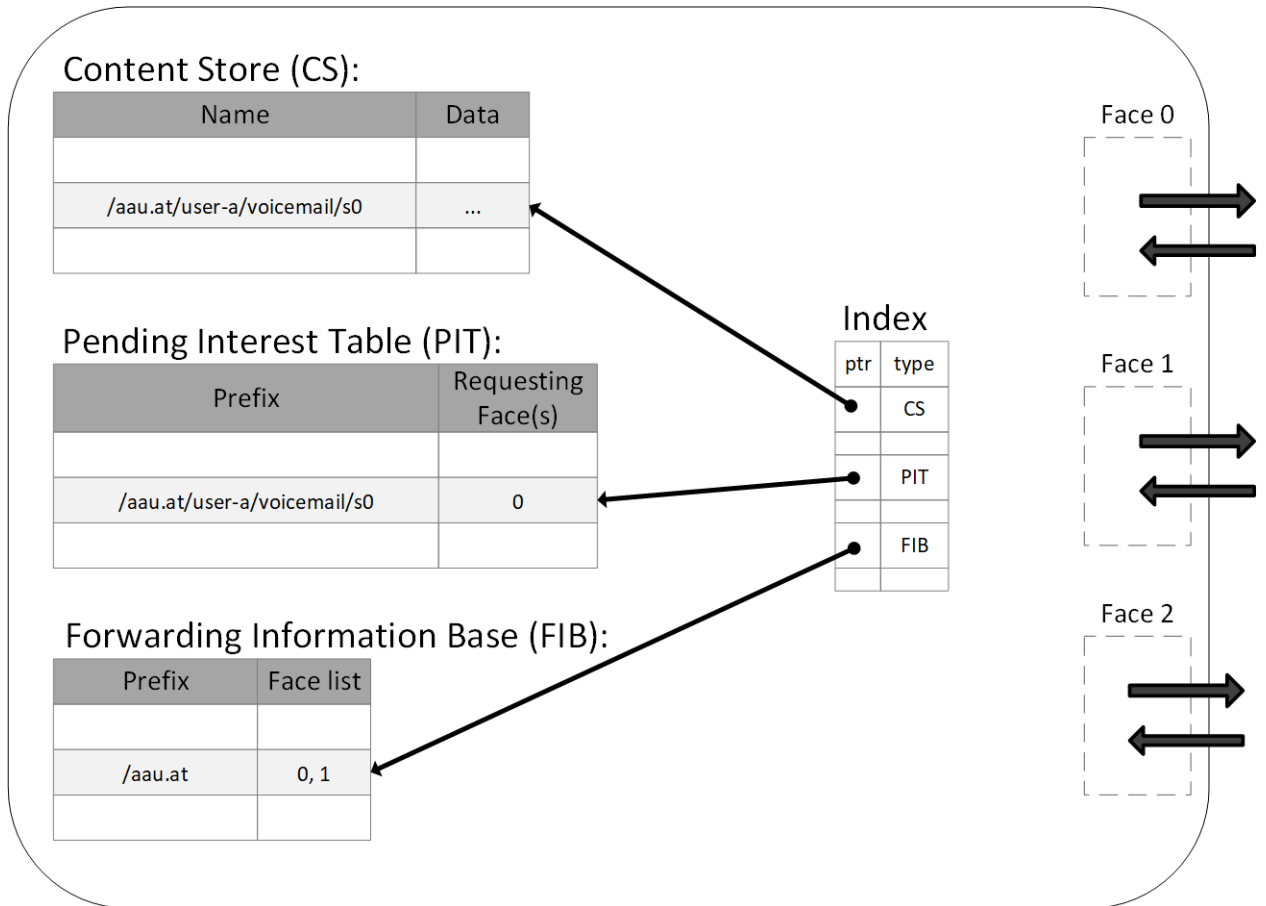 Content Store (CS):
Name Data
/aau.at/user-a/voicemail/s0 ...
Pending Interest Table (PIT):
Prefix Requesting
Face(s)
/aau.at/user-a/voicemail/s0 0
Forwarding Information Base (FIB):
Prefix Face list
/aau.at 0, 1
Index
ptr type
CS
PIT
FIB
Face 0
Face 1
Face 2